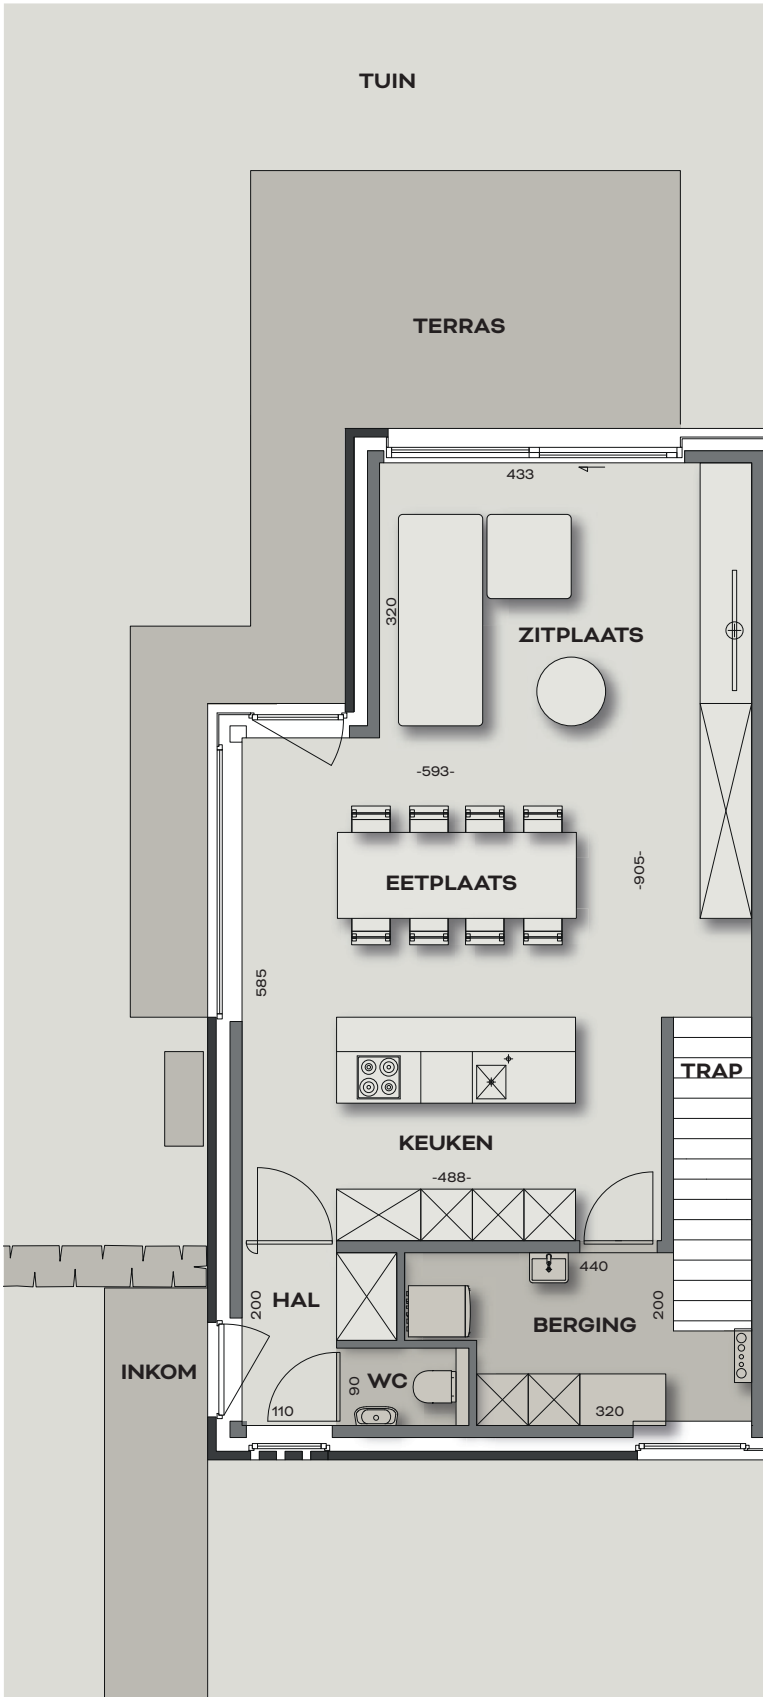 TUIN
TERRAS
433
320
ZITPLAATS
-593-
EETPLAATS
-905-
585
TRAP
KEUKEN
-488-
440
HAL
200
200
BERGING
INKOM
WC
90
110
320